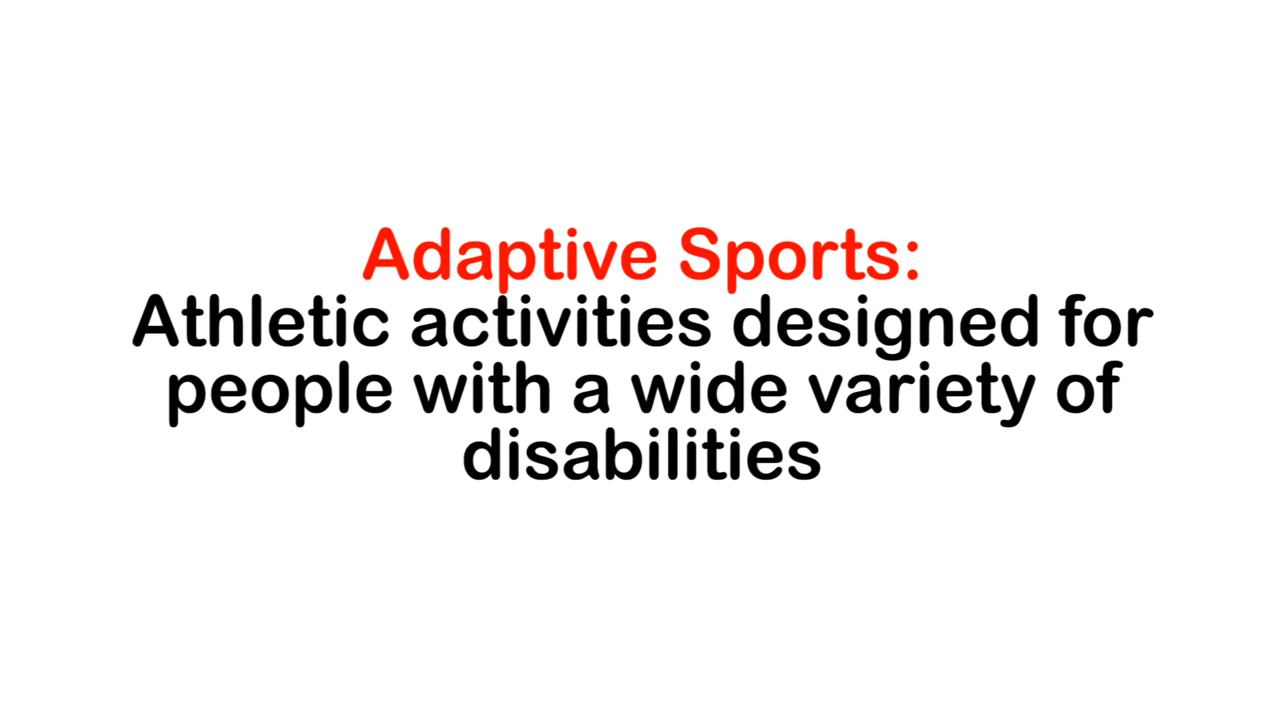 Adaptive Sports:
Athletic activities designed for
people with a wide variety of
disabilities